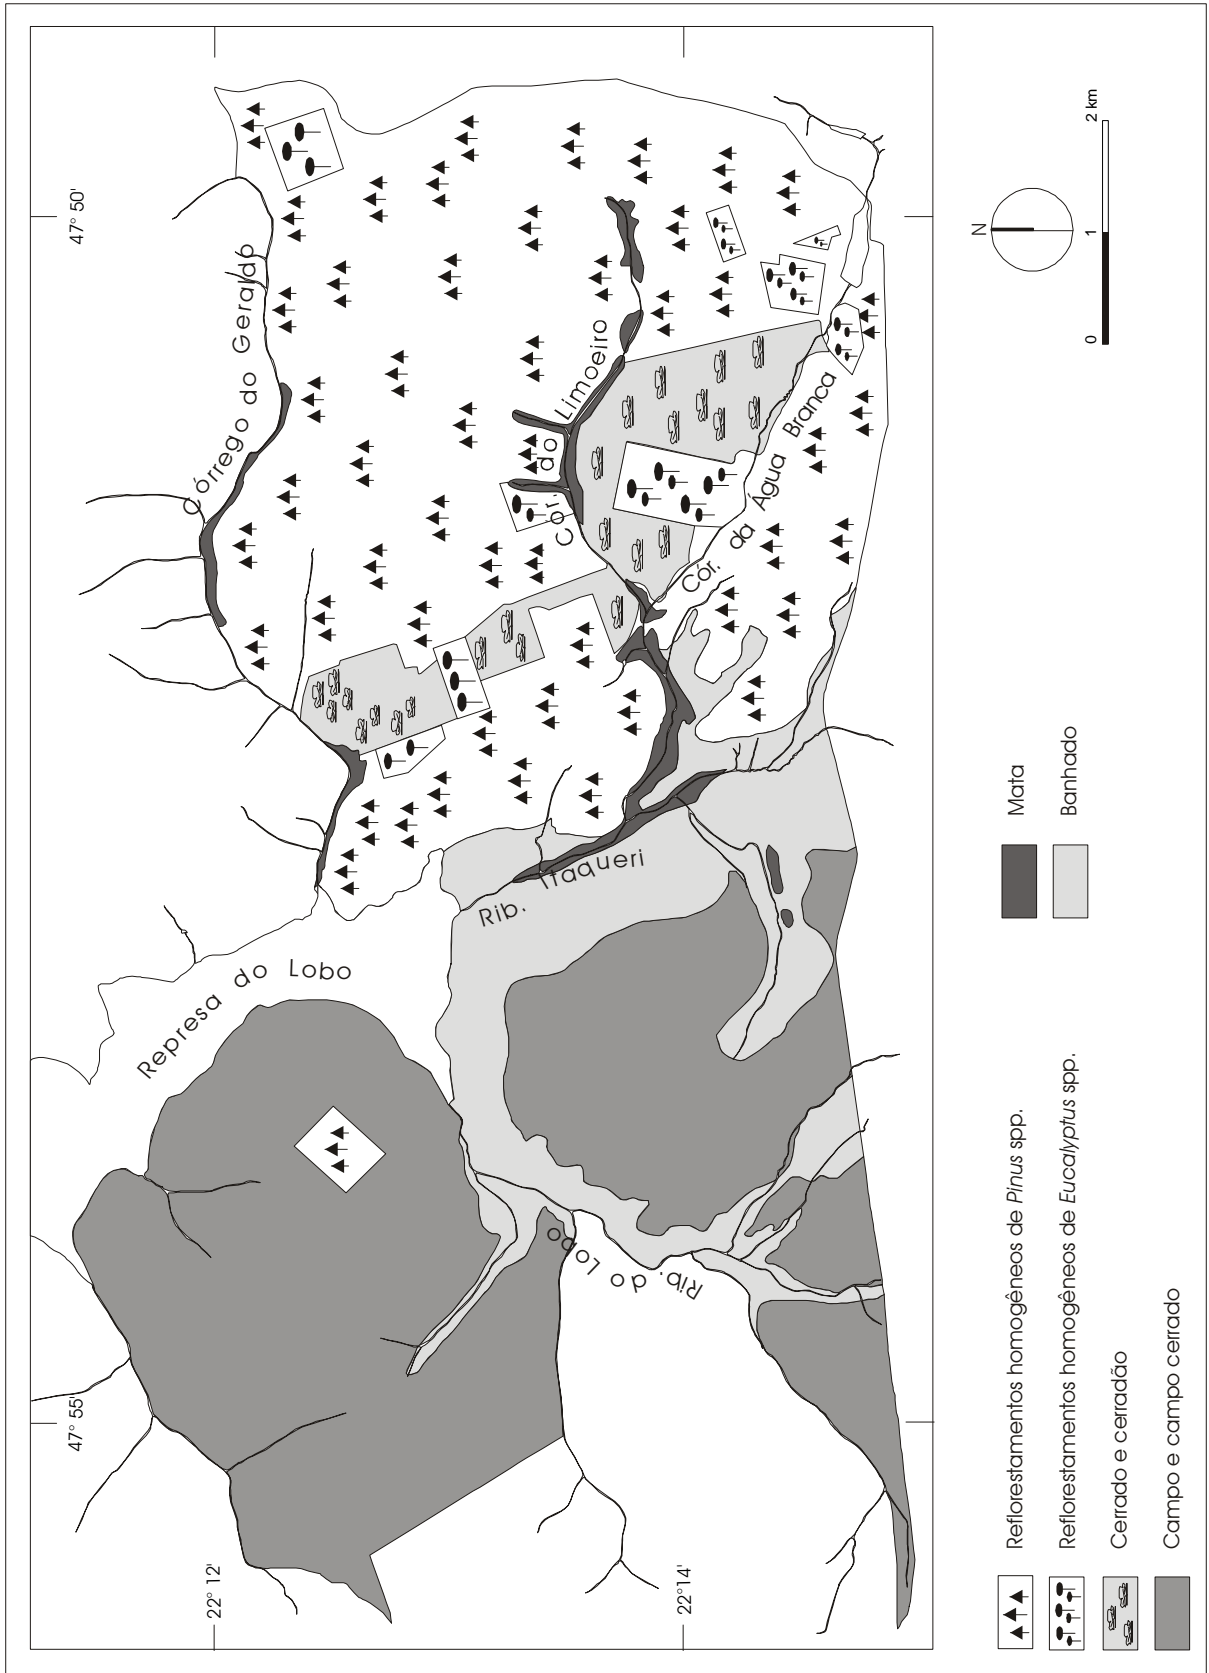 47° 55'
47° 50'
22° 12'
22° 14'
Córrego do Geraldo
Represa do Lobo
Cór. do Limoeiro
Rib. Itaqueri
Cór. da Água Branca
Rib. do Lobo
Reflorestamentos homogêneos de Pinus spp.
Reflorestamentos homogêneos de Eucalyptus spp.
Cerrado e cerradão
Campo e campo cerrado
Mata
Banhado
N
0 1 2 km